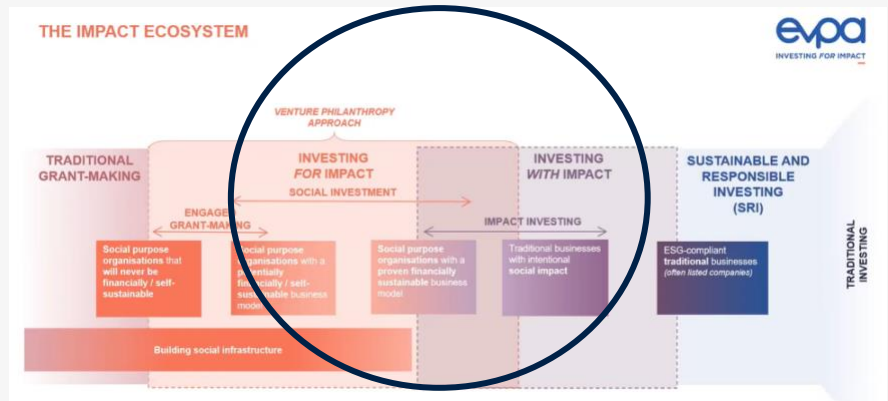 THE IMPACT ECOSYSTEM
evpa
INVESTING FOR IMPACT
VENTURE PHILANTHROPY
APPROACH
TRADITIONAL
GRANT-MAKING
INVESTING
FOR IMPACT
INVESTING
WITH IMPACT
SUSTAINABLE AND
RESPONSIBLE
INVESTING
(SRI)
TRADITIONAL
INVESTING
SOCIAL INVESTMENT
ENGAGED
GRANT-MAKING
IMPACT INVESTING
Social purpose
organisations that
will never be
financially / self-
sustainable
Social purpose
organisations with a
potentially
financially / self-
sustainable business
model
Social purpose
organisations with a
proven financially
sustainable business
model
Traditional businesses
with intentional
social impact
ESG-compliant
traditional businesses
(often listed companies)
Building social infrastructure